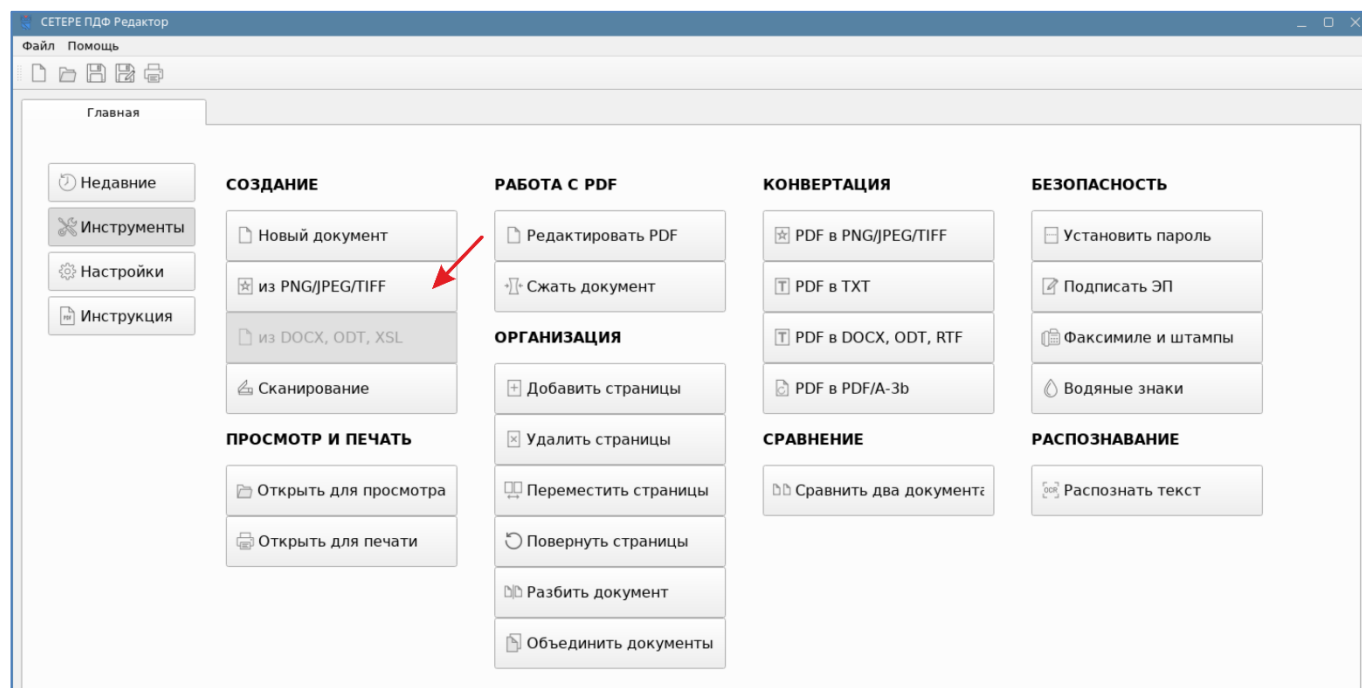 СЕТЕРЕ ПДФ Редактор
Файл Помощь
Главная
Недавние
Инструменты
Настройки
Инструкция
СОЗДАНИЕ
Новый документ
из PNG/JPEG/TIFF
из DOCX, ODT, XSL
Сканирование
ПРОСМОТР И ПЕЧАТЬ
Открыть для просмотра
Открыть для печати
РАБОТА С PDF
Редактировать PDF
Сжать документ
ОРГАНИЗАЦИЯ
Добавить страницы
Удалить страницы
Переместить страницы
Повернуть страницы
Разбить документ
Объединить документы
КОНВЕРТАЦИЯ
PDF в PNG/JPEG/TIFF
PDF в TXT
PDF в DOCX, ODT, RTF
PDF в PDF/A-3b
СРАВНЕНИЕ
Сравнить два документа
БЕЗОПАСНОСТЬ
Установить пароль
Подписать ЭП
Факсимиле и штампы
Водяные знаки
РАСПОЗНАВАНИЕ
OCR Распознать текст